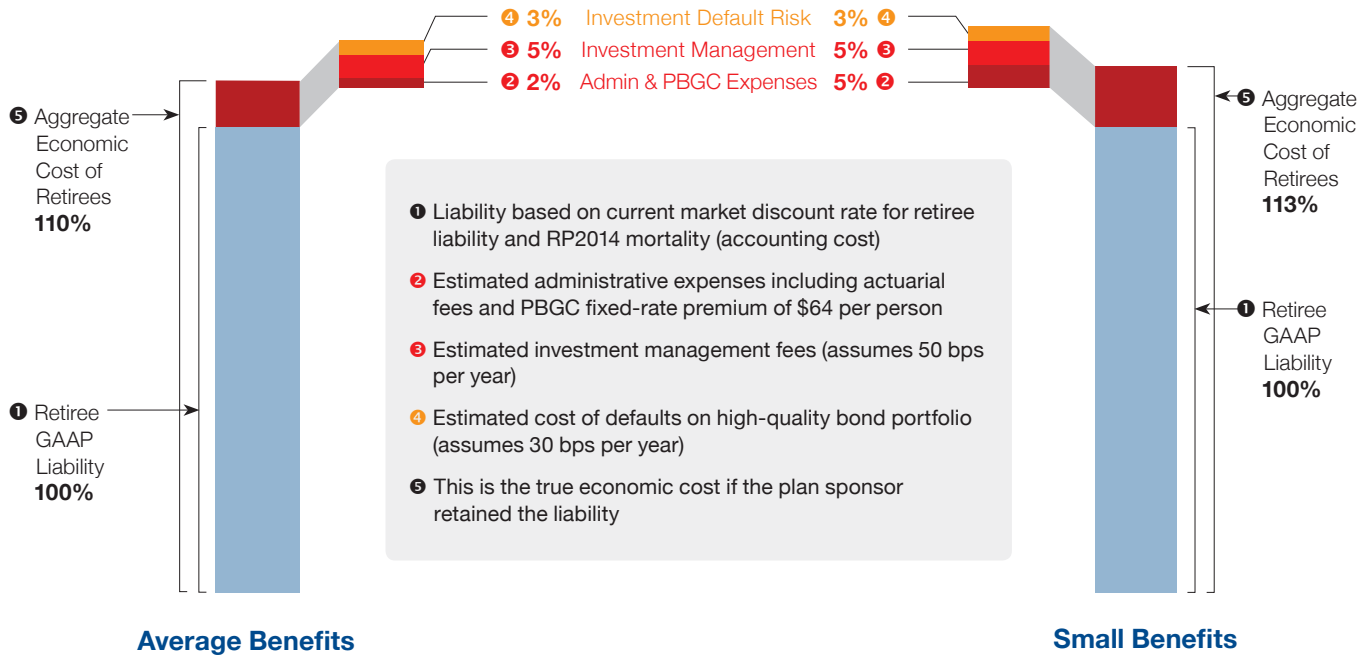 ❹ 3% Investment Default Risk 3% ❹
❸ 5% Investment Management 5% ❸
❷ 2% Admin & PBGC Expenses 5% ❷
❺ Aggregate
Economic
Cost of
Retirees
110%
❶ Retiree
GAAP
Liability
100%
❶ Liability based on current market discount rate for retiree
liability and RP2014 mortality (accounting cost)
❷ Estimated administrative expenses including actuarial
fees and PBGC fixed-rate premium of $64 per person
❸ Estimated investment management fees (assumes 50 bps
per year)
❹ Estimated cost of defaults on high-quality bond portfolio
(assumes 30 bps per year)
❺ This is the true economic cost if the plan sponsor
retained the liability
❺ Aggregate
Economic
Cost of
Retirees
113%
❶ Retiree
GAAP
Liability
100%
Average Benefits
Small Benefits